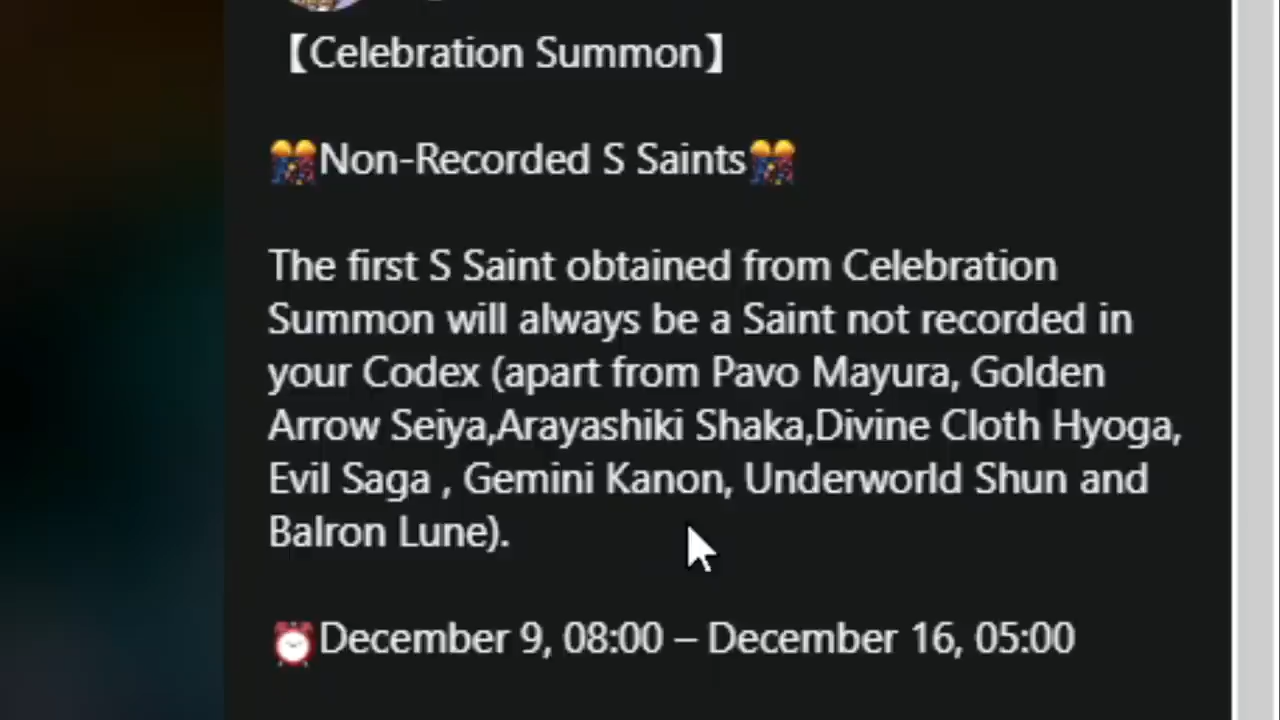 【Celebration Summon】
🎊Non-Recorded S Saints🎊
The first S Saint obtained from Celebration
Summon will always be a Saint not recorded in
your Codex (apart from Pavo Mayura, Golden
Arrow Seiya,Arayashiki Shaka,Divine Cloth Hyoga,
Evil Saga , Gemini Kanon, Underworld Shun and
Balron Lune).
⏰December 9, 08:00 – December 16, 05:00